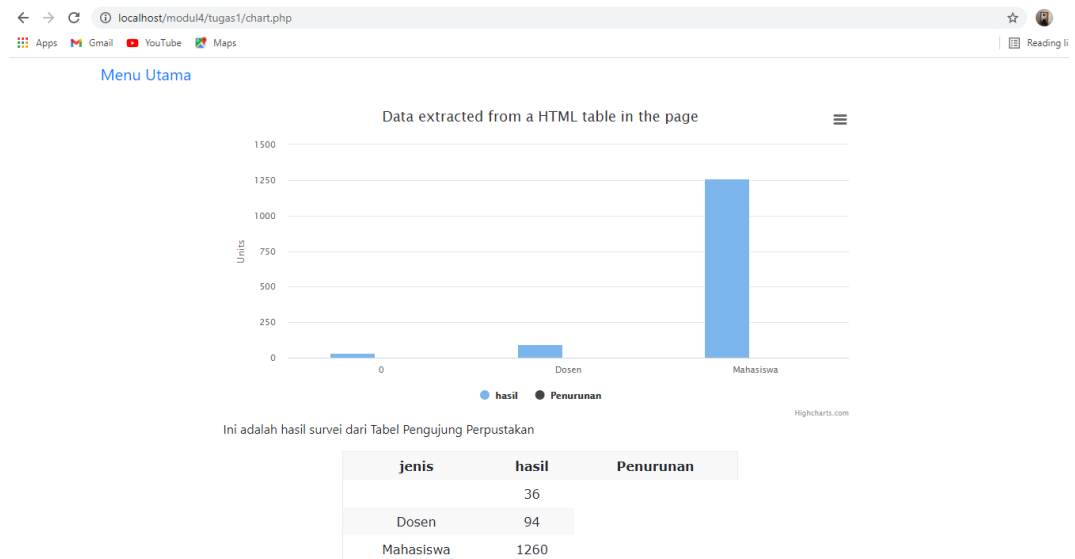 localhost/modul4/tugas1/chart.php
Apps Gmail YouTube Maps Reading li
Menu Utama
Data extracted from a HTML table in the page
1500
1250
1000
750
500
250
0
Units
0 Dosen Mahasiswa
hasil Penurunan
Highcharts.com
Ini adalah hasil survei dari Tabel Pengujung Perpustakan
jenis hasil Penurunan
36
Dosen 94
Mahasiswa 1260